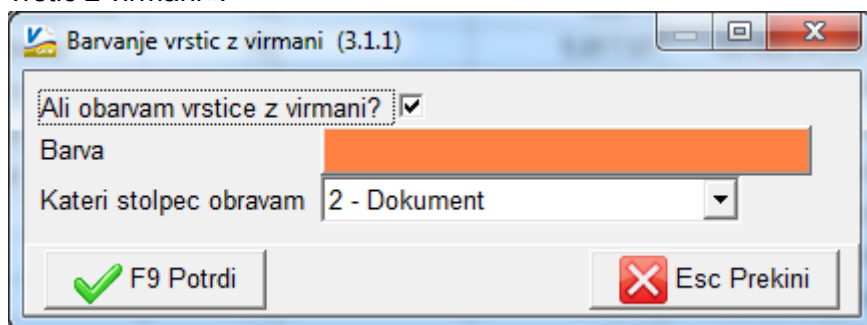 Barvanje vrstic z virmani (3.1.1)
Ali obarvam vrstice z virmani?
Barva
Kateri stolpec obravam 2 - Dokument
F9 Potrdi Esc Prekini